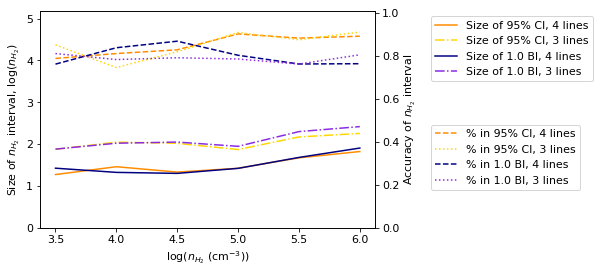 5
4
3
2
1
0
Size of n_{H_2} interval, log(n_{H_2})
3.5 4.0 4.5 5.0 5.5 6.0
log(n_{H_2} (cm^{-3}))
1.0
0.8
0.6
0.4
0.2
0.0
Accuracy of n_{H_2} interval
Size of 95% CI, 4 lines
Size of 95% CI, 3 lines
Size of 1.0 BI, 4 lines
Size of 1.0 BI, 3 lines
% in 95% CI, 4 lines
% in 95% CI, 3 lines
% in 1.0 BI, 4 lines
% in 1.0 BI, 3 lines